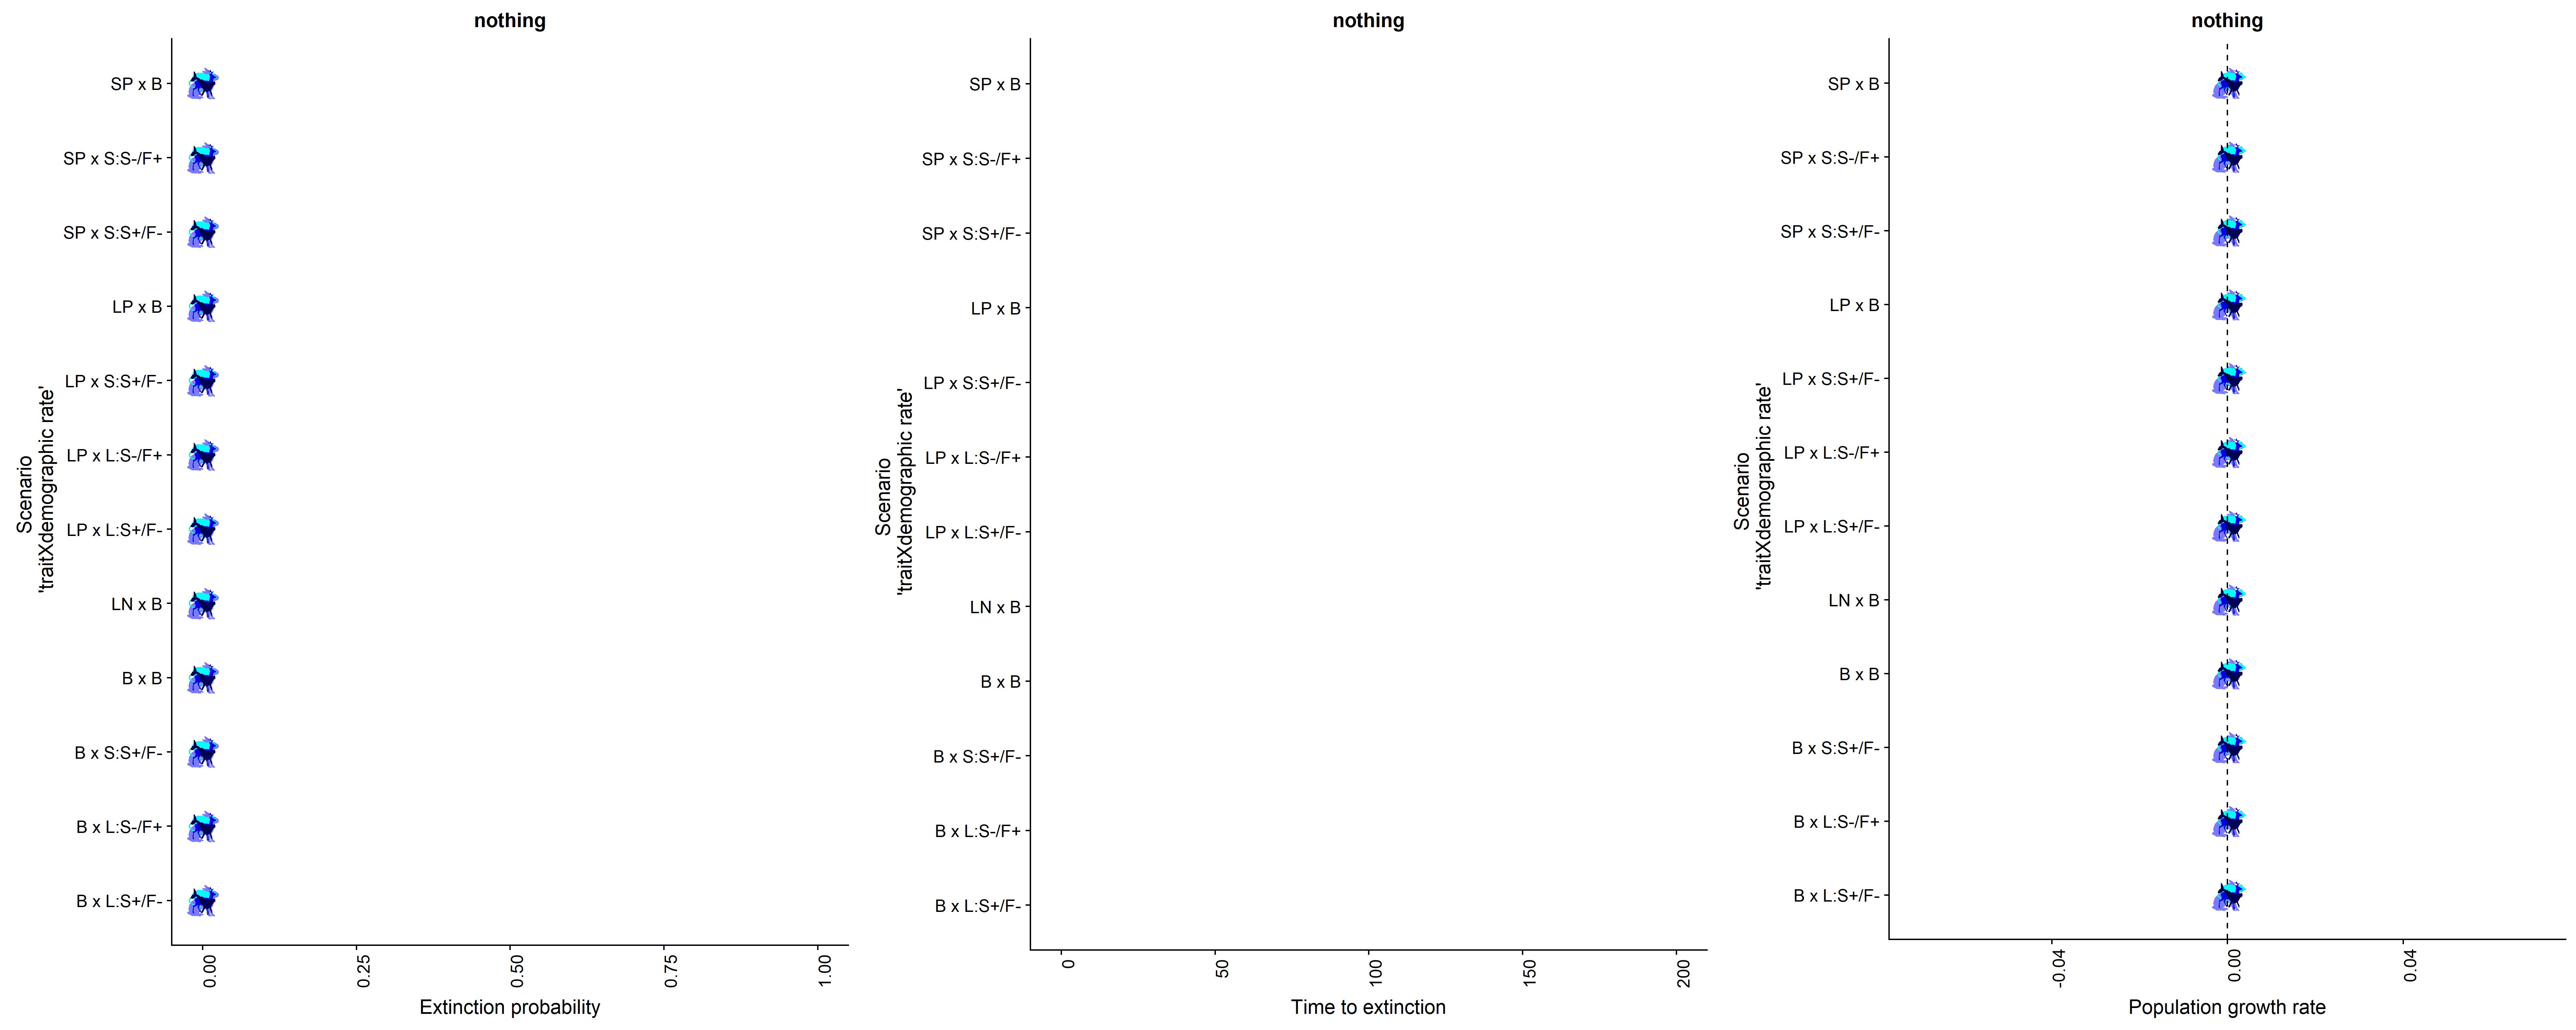 nothing
SP x B
SP x S:S-/F+
SP x S:S+/F-
LP x B
LP x S:S+/F-
LP x L:S-/F+
LP x L:S+/F-
LN x B
B x B
B x S:S+/F-
B x L:S-/F+
B x L:S+/F-
Scenario
'traitXdemographic rate'
0.00
0.25
0.50
0.75
1.00
Extinction probability
nothing
SP x B
SP x S:S-/F+
SP x S:S+/F-
LP x B
LP x S:S+/F-
LP x L:S-/F+
LP x L:S+/F-
LN x B
B x B
B x S:S+/F-
B x L:S-/F+
B x L:S+/F-
Scenario
'traitXdemographic rate'
0
50
100
150
200
Time to extinction
nothing
SP x B
SP x S:S-/F+
SP x S:S+/F-
LP x B
LP x S:S+/F-
LP x L:S-/F+
LP x L:S+/F-
LN x B
B x B
B x S:S+/F-
B x L:S-/F+
B x L:S+/F-
Scenario
'traitXdemographic rate'
-0.04
0.00
0.04
Population growth rate